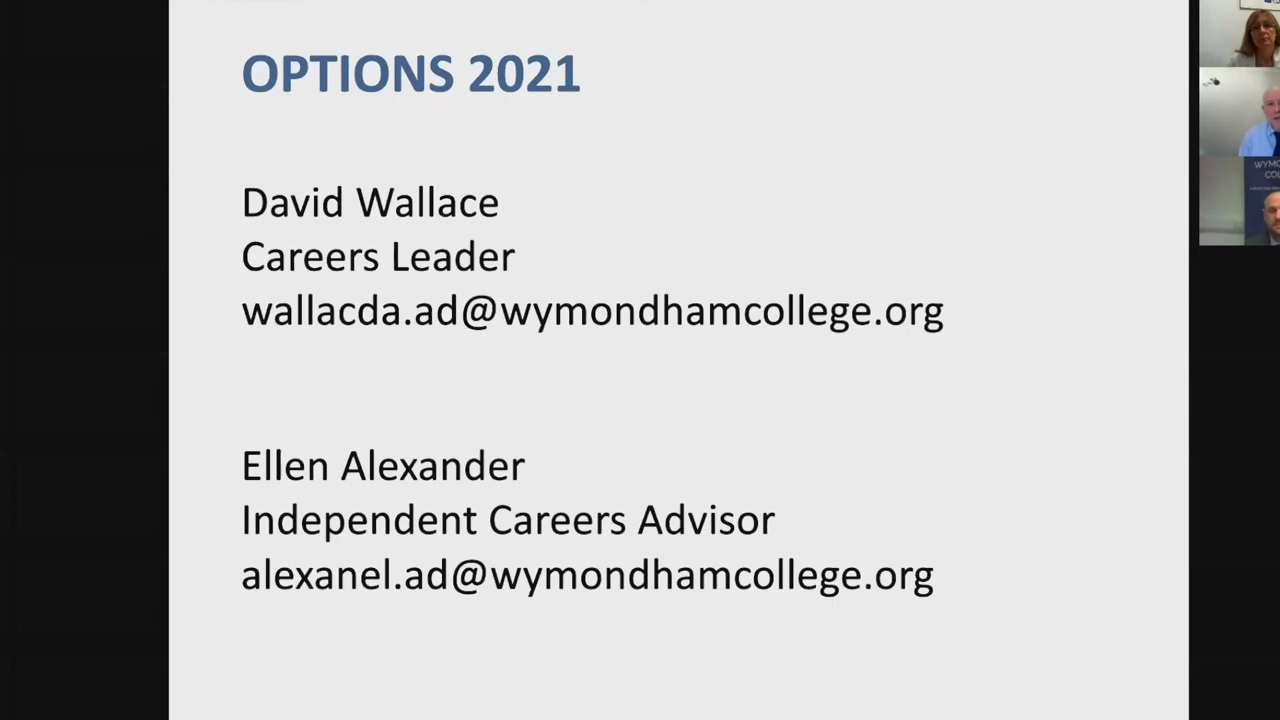 OPTIONS 2021
David Wallace
Careers Leader
wallacda.ad@wymondhamcollege.org
Ellen Alexander
Independent Careers Advisor
alexanel.ad@wymondhamcollege.org